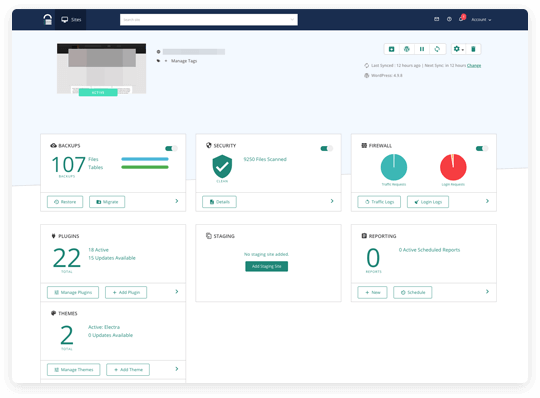 Sites
Search site
Account
ACTIVE
+ Manage Tags
Last Synced : 12 hours ago | Next Sync: in 12 hours Change
WordPress: 4.9.8
BACKUPS
107
BACKUPS
Files
Tables
Restore
Migrate
SECURITY
CLEAN
9250 Files Scanned
Details
FIREWALL
Traffic Requests
Login Requests
Traffic Logs
Login Logs
PLUGINS
22
TOTAL
18 Active
15 Updates Available
Manage Plugins
+ Add Plugin
STAGING
No staging site added.
Add Staging Site
REPORTING
0
REPORTS
0 Active Scheduled Reports
+ New
Schedule
THEMES
2
TOTAL
Active: Electra
0 Updates Available
Manage Themes
+ Add Theme